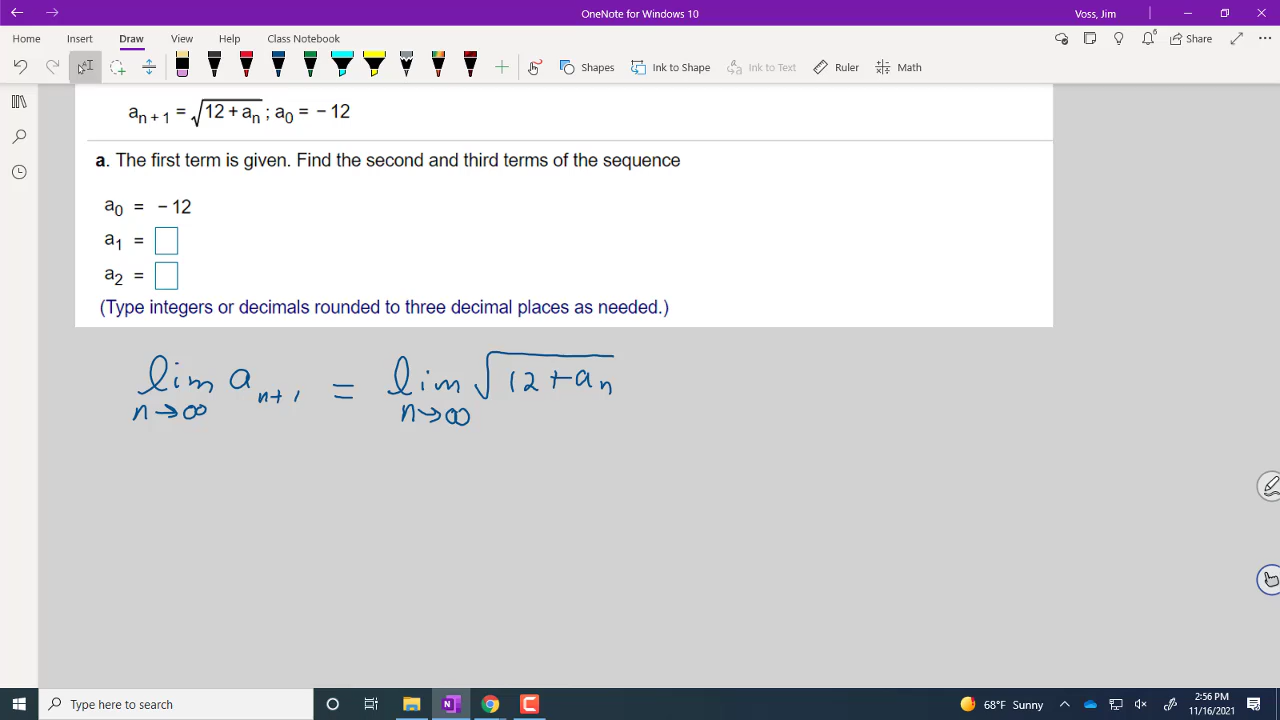 OneNote for Windows 10
Voss, Jim
Home Insert Draw View Help Class Notebook
Share
Shapes Ink to Shape Ink to Text Ruler Math
aₙ₊₁ = √(12 + aₙ) ; a₀ = − 12
a. The first term is given. Find the second and third terms of the sequence
a₀ = − 12
a₁ =
a₂ =
(Type integers or decimals rounded to three decimal places as needed.)
lim aₙ₊₁ = lim √(12 + aₙ)
n→∞ n→∞
Type here to search
68°F Sunny
2:56 PM
11/16/2021